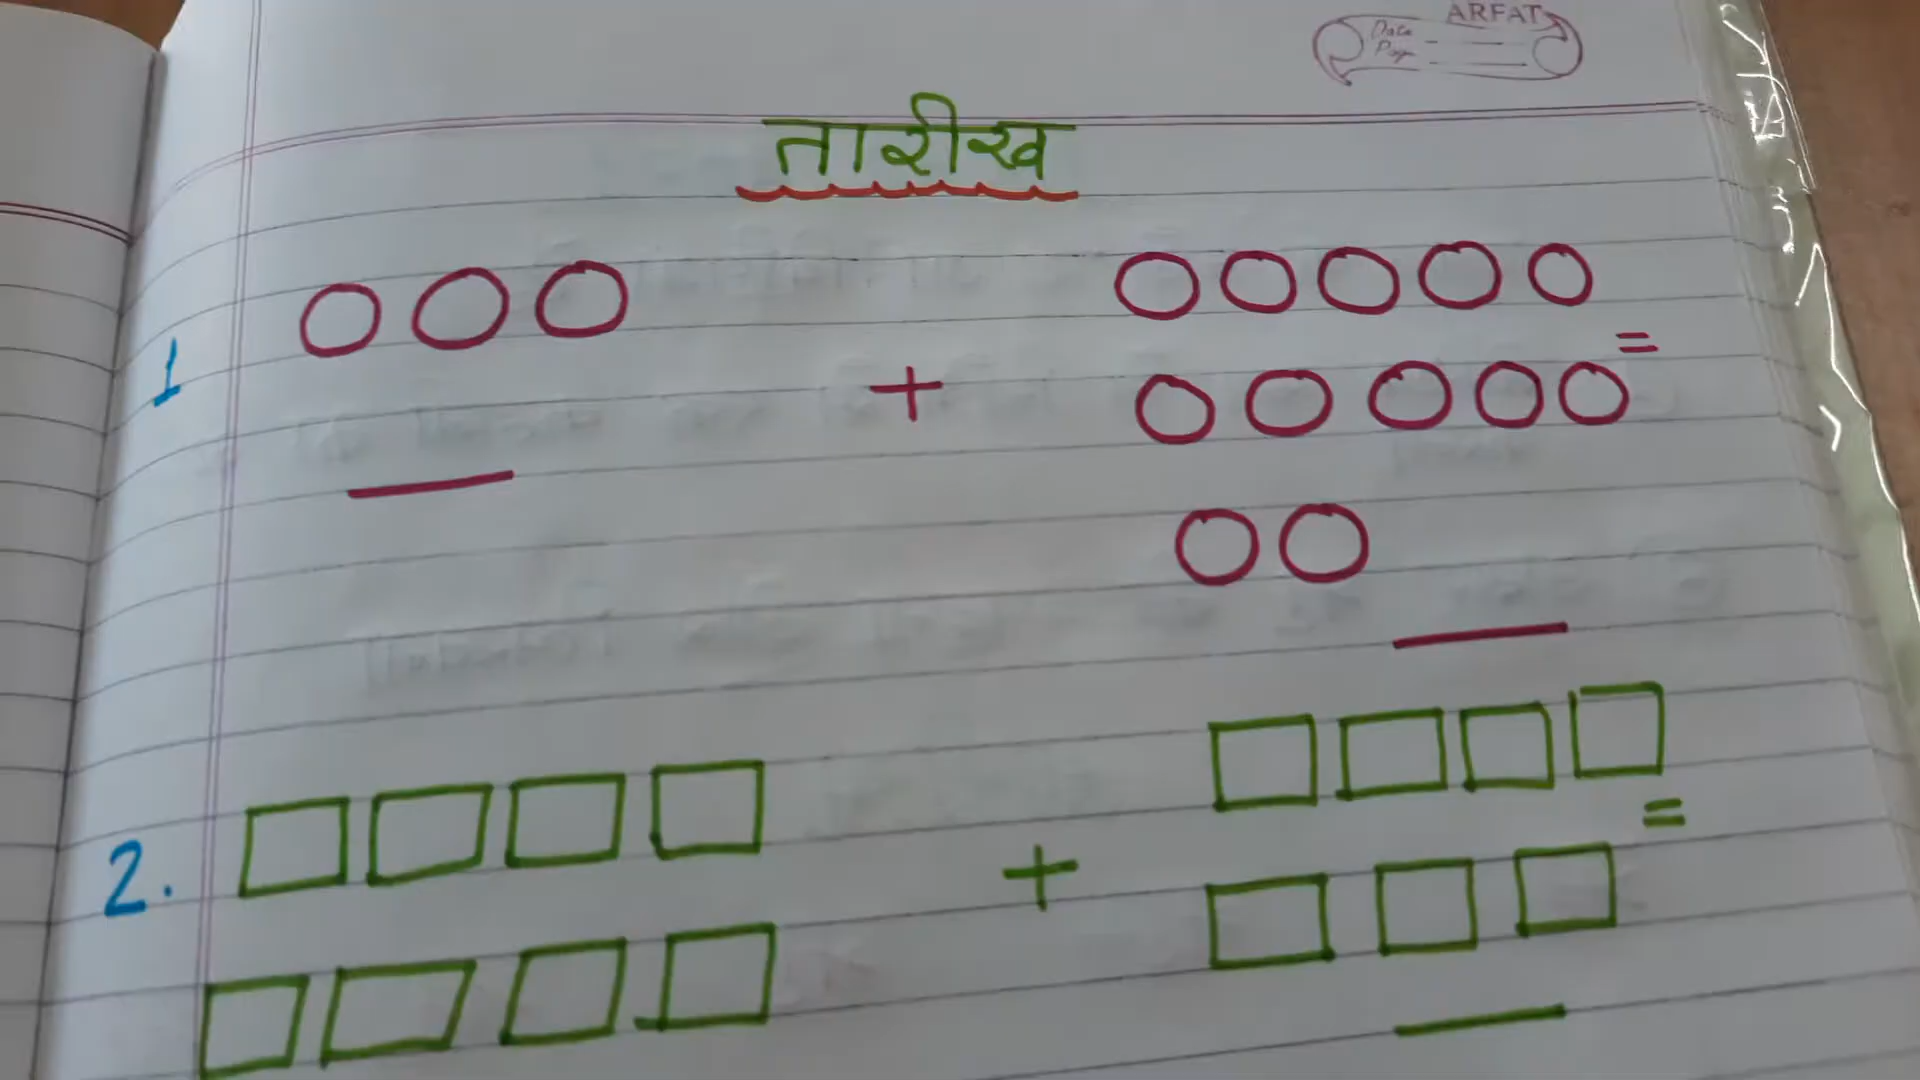 ARFAT
Date
Page
तारीख
1
+
=
2.
+
=